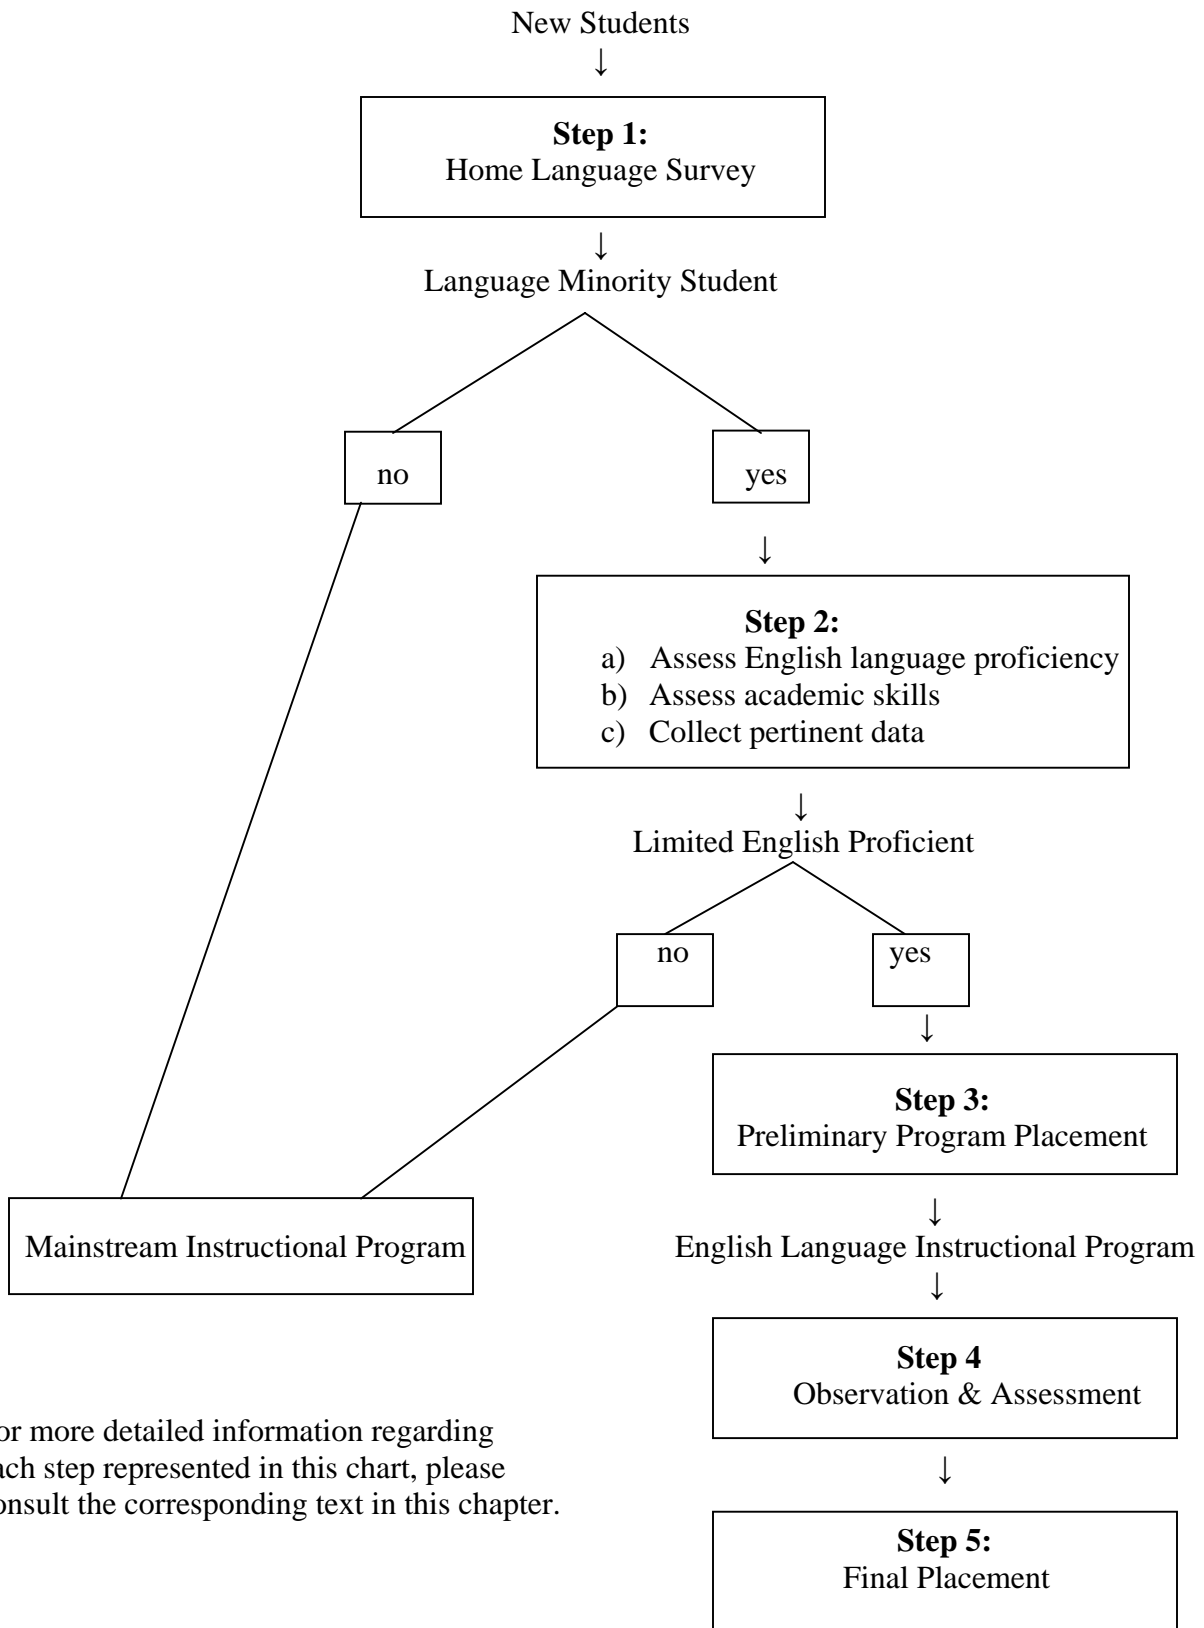 New Students
↓
Step 1:
Home Language Survey
↓
Language Minority Student
no
yes
↓
Step 2:
a) Assess English language proficiency
b) Assess academic skills
c) Collect pertinent data
↓
Limited English Proficient
no
yes
↓
Step 3:
Preliminary Program Placement
↓
Mainstream Instructional Program
English Language Instructional Program
↓
Step 4
Observation & Assessment
or more detailed information regarding
ach step represented in this chart, please
onsult the corresponding text in this chapter.
↓
Step 5:
Final Placement